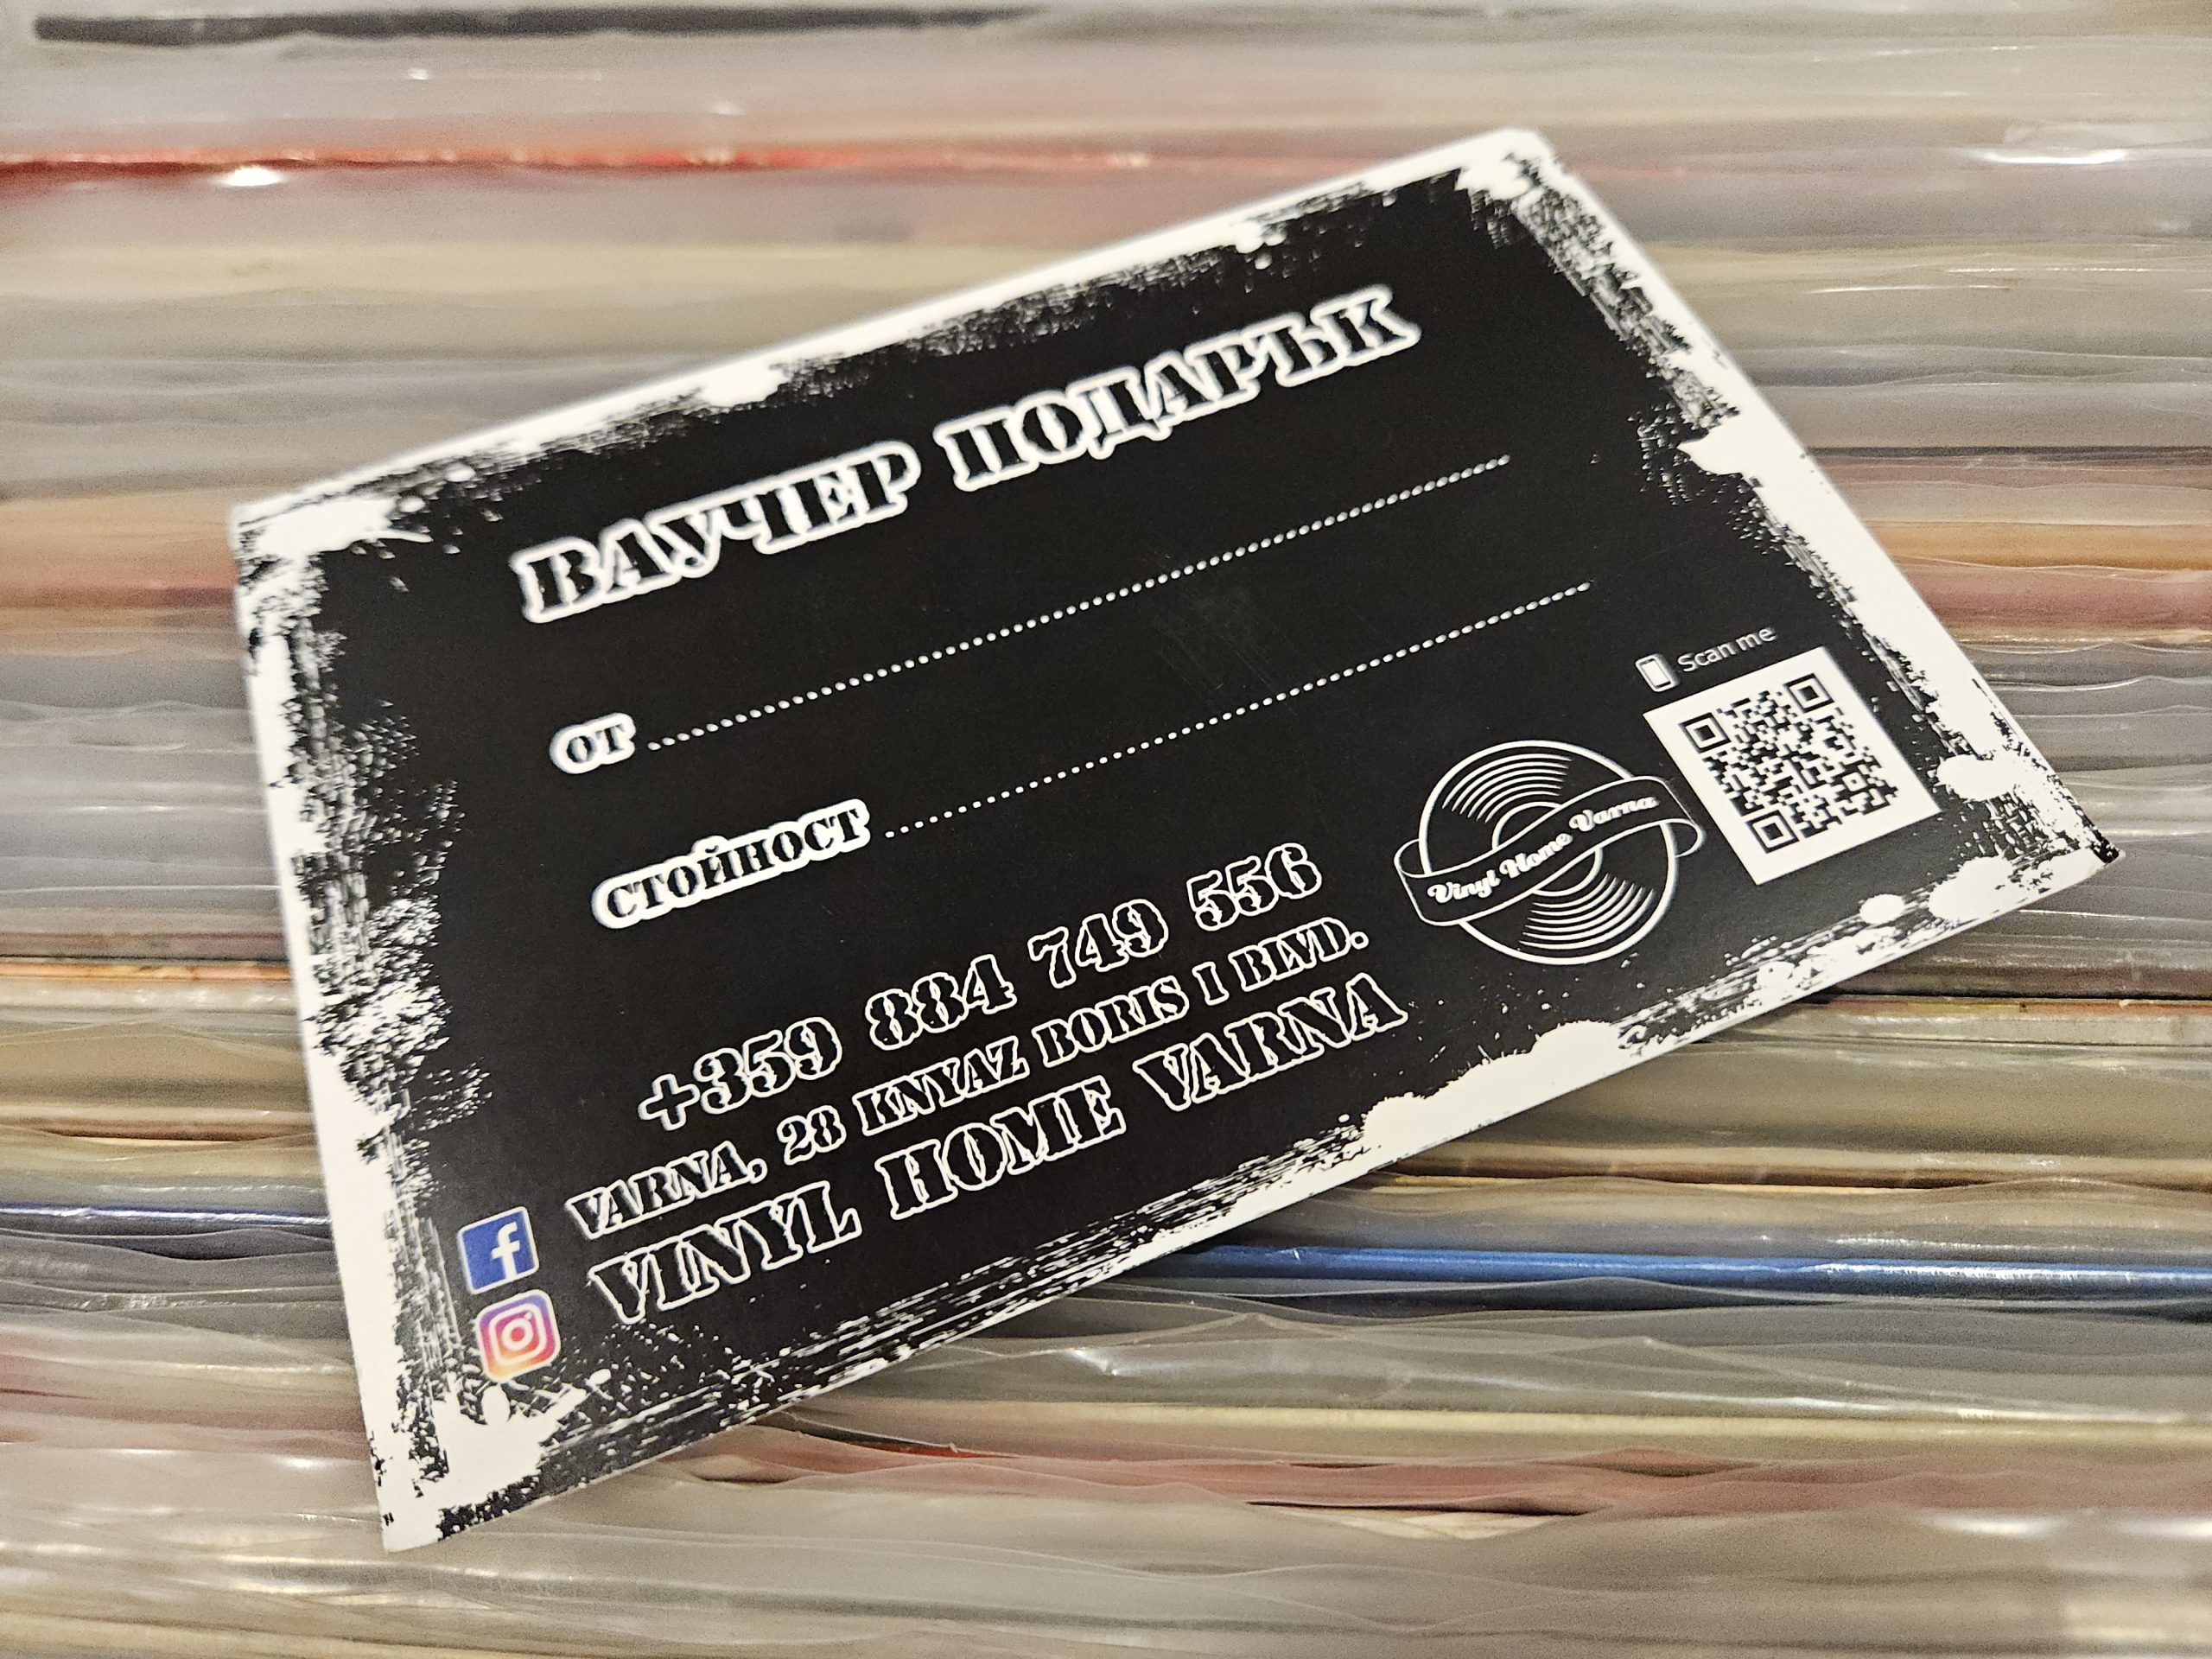 ВАУЧЕР ПОДАРЪК
ОТ ........................................................
СТОЙНОСТ ........................................................
Scan me
Vinyl Home Varna
+359 884 749 556
VARNA, 28 KNYAZ BORIS I BLVD.
VINYL HOME VARNA